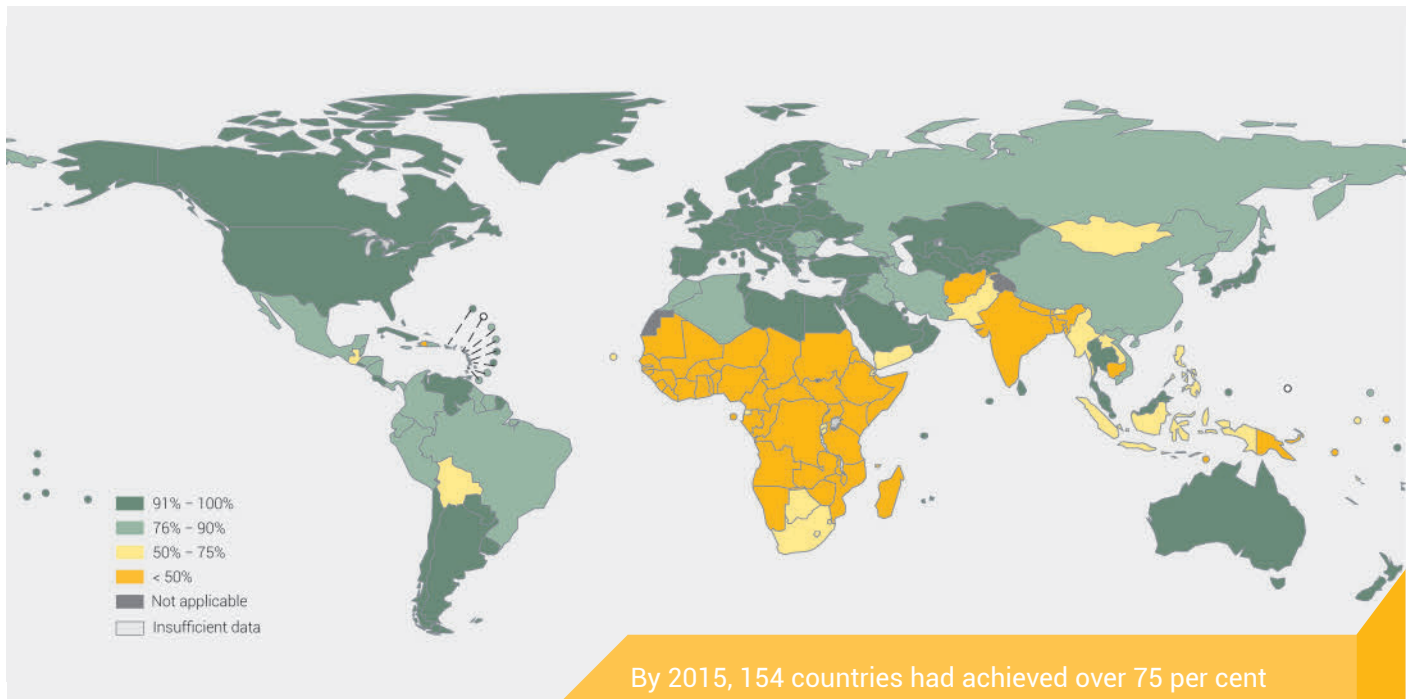 91% – 100%
76% – 90%
50% – 75%
< 50%
Not applicable
Insufficient data
By 2015, 154 countries had achieved over 75 per cent